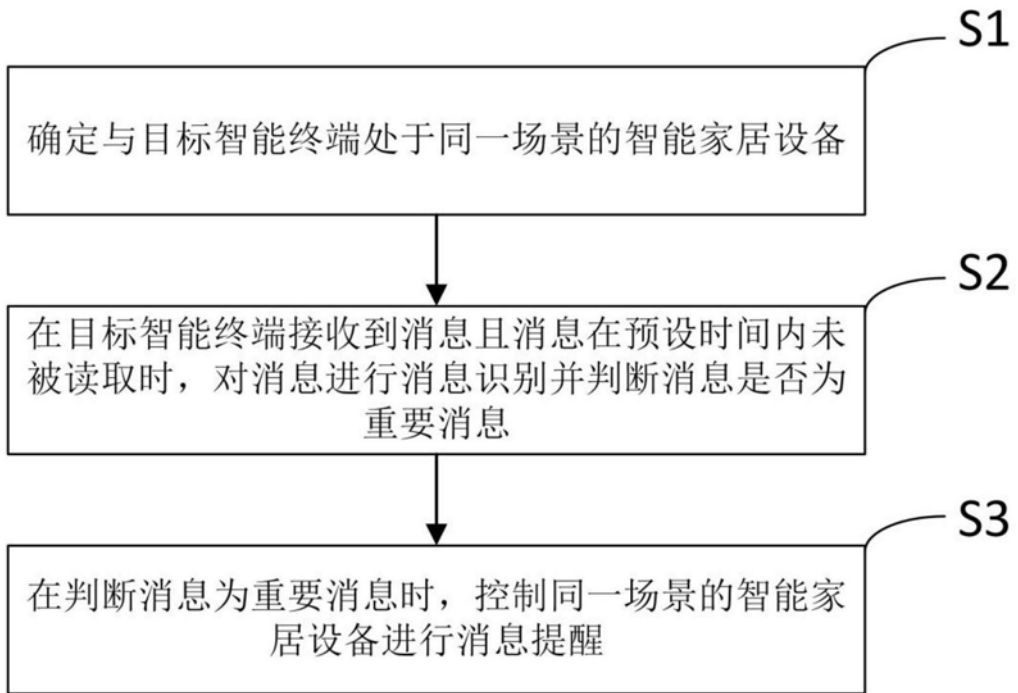 S1
确定与目标智能终端处于同一场景的智能家居设备
S2
在目标智能终端接收到消息且消息在预设时间内未
被读取时，对消息进行消息识别并判断消息是否为
重要消息
S3
在判断消息为重要消息时，控制同一场景的智能家
居设备进行消息提醒